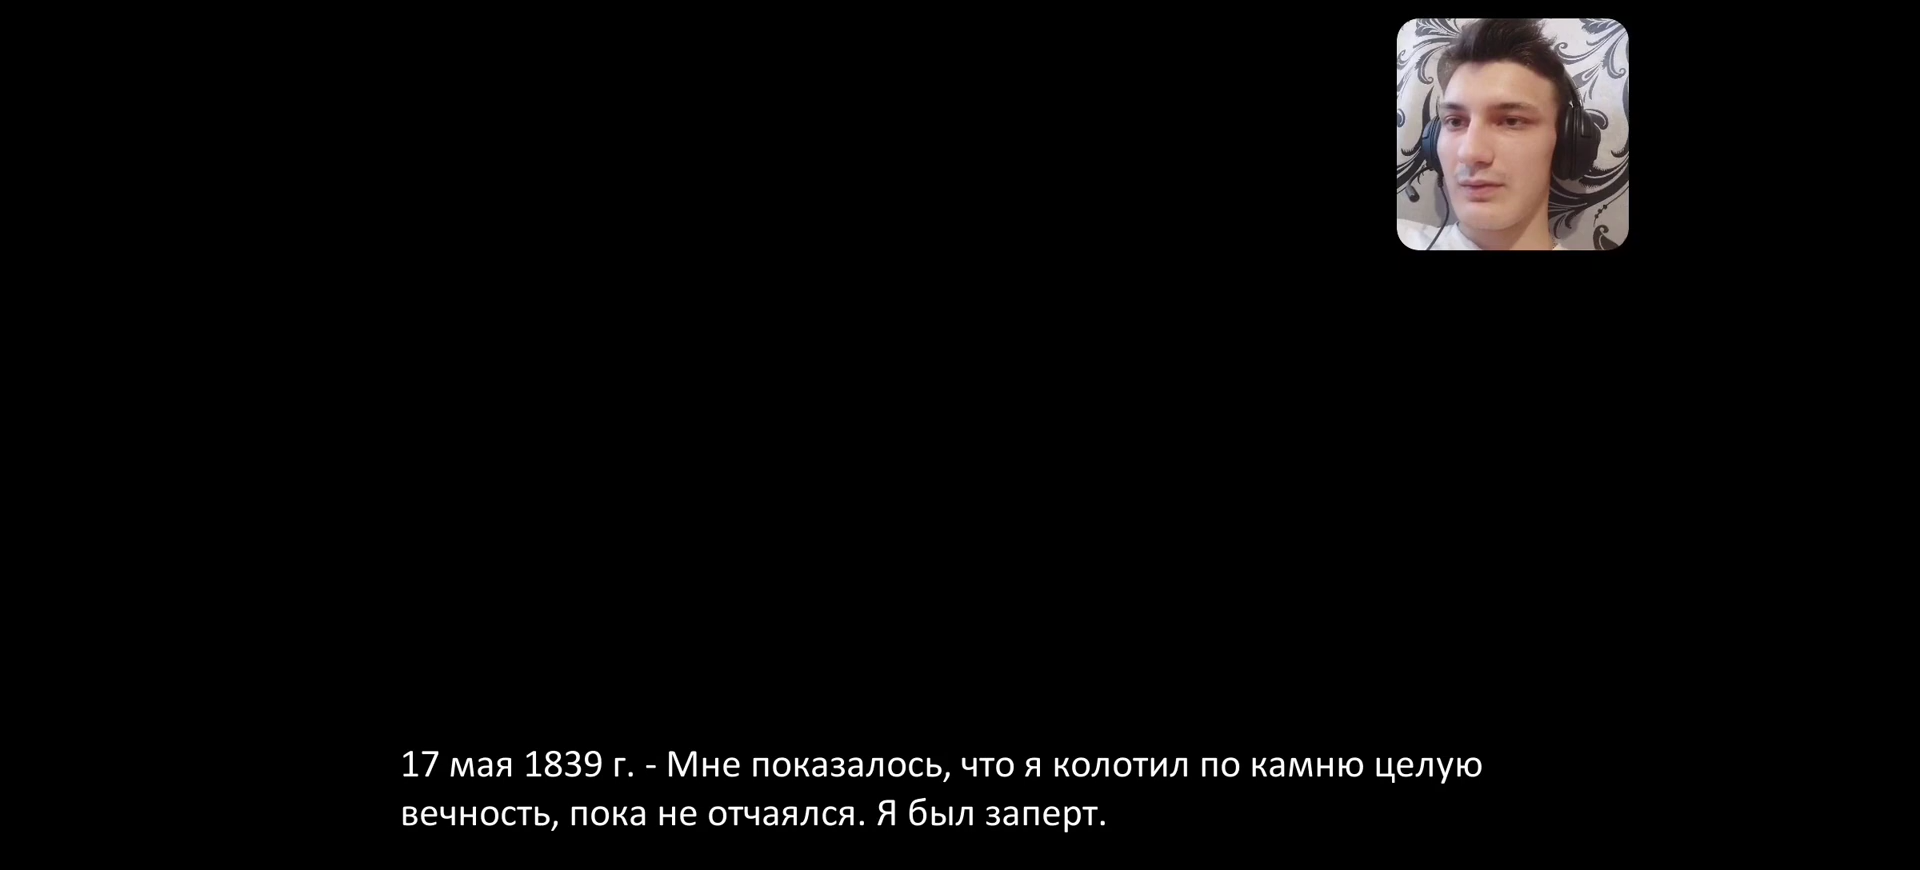 17 мая 1839 г. - Мне показалось, что я колотил по камню целую
вечность, пока не отчаялся. Я был заперт.